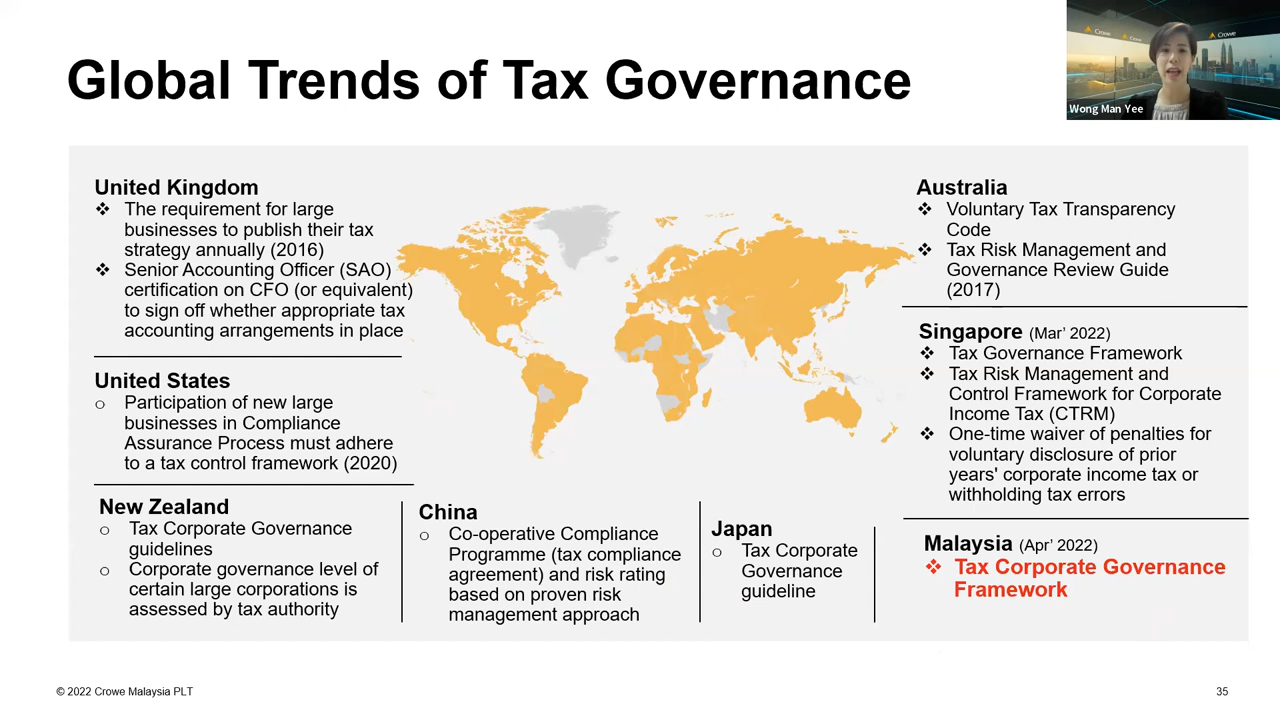 Global Trends of Tax Governance
Crowe
Crowe
Crowe
Wong Man Yee
United Kingdom
❖ The requirement for large
businesses to publish their tax
strategy annually (2016)
❖ Senior Accounting Officer (SAO)
certification on CFO (or equivalent)
to sign off whether appropriate tax
accounting arrangements in place
United States
○ Participation of new large
businesses in Compliance
Assurance Process must adhere
to a tax control framework (2020)
New Zealand
○ Tax Corporate Governance
guidelines
○ Corporate governance level of
certain large corporations is
assessed by tax authority
China
○ Co-operative Compliance
Programme (tax compliance
agreement) and risk rating
based on proven risk
management approach
Japan
○ Tax Corporate
Governance
guideline
Australia
❖ Voluntary Tax Transparency
Code
❖ Tax Risk Management and
Governance Review Guide
(2017)
Singapore (Mar’ 2022)
❖ Tax Governance Framework
❖ Tax Risk Management and
Control Framework for Corporate
Income Tax (CTRM)
❖ One-time waiver of penalties for
voluntary disclosure of prior
years' corporate income tax or
withholding tax errors
Malaysia (Apr’ 2022)
❖ Tax Corporate Governance
Framework
© 2022 Crowe Malaysia PLT
35